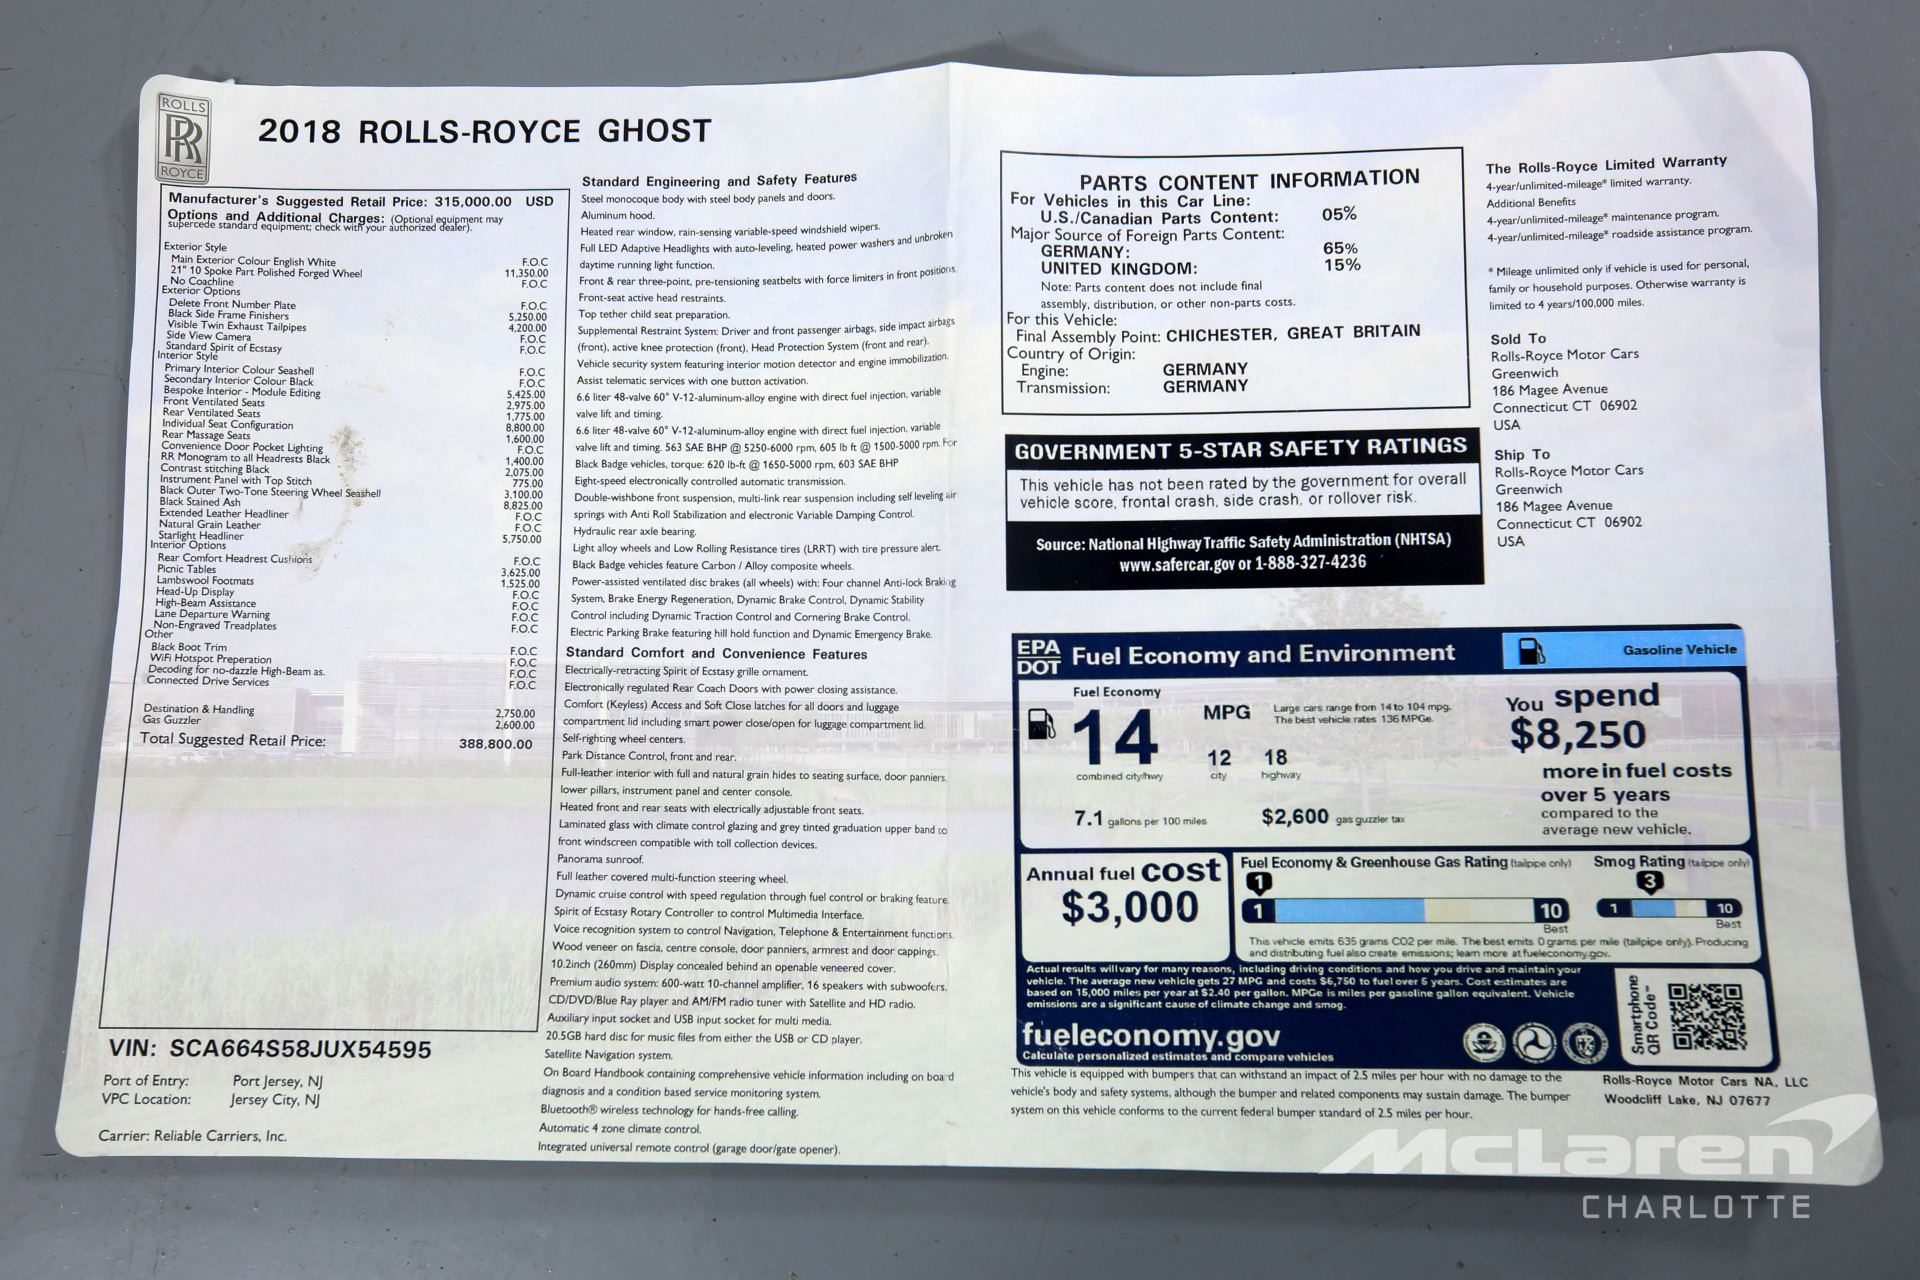 ROLLS
RR
ROYCE
2018 ROLLS-ROYCE GHOST
Manufacturer's Suggested Retail Price: 315,000.00 USD
Options and Additional Charges: (Optional equipment may
supercede standard equipment; check with your authorized dealer).
Exterior Style
Main Exterior Colour English White F.O.C
21" 10 Spoke Part Polished Forged Wheel 11,350.00
No Coachline F.O.C
Exterior Options
Delete Front Number Plate F.O.C
Black Side Frame Finishers 5,250.00
Visible Twin Exhaust Tailpipes 4,200.00
Side View Camera F.O.C
Standard Spirit of Ecstasy F.O.C
Interior Style
Primary Interior Colour Seashell F.O.C
Secondary Interior Colour Black F.O.C
Bespoke Interior - Module Editing 5,425.00
Front Ventilated Seats 2,975.00
Rear Ventilated Seats 1,775.00
Individual Seat Configuration 8,800.00
Rear Massage Seats 1,600.00
Convenience Door Pocket Lighting F.O.C
RR Monogram to all Headrests Black 1,400.00
Contrast stitching Black 2,075.00
Instrument Panel with Top Stitch 775.00
Black Outer Two-Tone Steering Wheel Seashell 3,100.00
Black Stained Ash 8,825.00
Extended Leather Headliner F.O.C
Natural Grain Leather F.O.C
Starlight Headliner 5,750.00
Interior Options
Rear Comfort Headrest Cushions F.O.C
Picnic Tables 3,625.00
Lambswool Footmats 1,525.00
Head-Up Display F.O.C
High-Beam Assistance F.O.C
Lane Departure Warning F.O.C
Non-Engraved Treadplates F.O.C
Other
Black Boot Trim F.O.C
WiFi Hotspot Preperation F.O.C
Decoding for no-dazzle High-Beam as. F.O.C
Connected Drive Services F.O.C
Destination & Handling 2,750.00
Gas Guzzler 2,600.00
Total Suggested Retail Price: 388,800.00
VIN: SCA664S58JUX54595
Port of Entry: Port Jersey, NJ
VPC Location: Jersey City, NJ
Carrier: Reliable Carriers, Inc.
Standard Engineering and Safety Features
Steel monocoque body with steel body panels and doors.
Aluminum hood.
Heated rear window, rain-sensing variable-speed windshield wipers.
Full LED Adaptive Headlights with auto-leveling, heated power washers and unbroken
daytime running light function.
Front & rear three-point, pre-tensioning seatbelts with force limiters in front positions.
Front-seat active head restraints.
Top tether child seat preparation.
Supplemental Restraint System: Driver and front passenger airbags, side impact airbags
(front), active knee protection (front), Head Protection System (front and rear).
Vehicle security system featuring interior motion detector and engine immobilization.
Assist telematic services with one button activation.
6.6 liter 48-valve 60° V-12-aluminum-alloy engine with direct fuel injection, variable
valve lift and timing.
6.6 liter 48-valve 60° V-12-aluminum-alloy engine with direct fuel injection, variable
valve lift and timing. 563 SAE BHP @ 5250-6000 rpm, 605 lb ft @ 1500-5000 rpm. For
Black Badge vehicles, torque: 620 lb-ft @ 1650-5000 rpm, 603 SAE BHP
Eight-speed electronically controlled automatic transmission.
Double-wishbone front suspension, multi-link rear suspension including self leveling air
springs with Anti Roll Stabilization and electronic Variable Damping Control.
Hydraulic rear axle bearing.
Light alloy wheels and Low Rolling Resistance tires (LRRT) with tire pressure alert.
Black Badge vehicles feature Carbon / Alloy composite wheels.
Power-assisted ventilated disc brakes (all wheels) with: Four channel Anti-lock Braking
System, Brake Energy Regeneration, Dynamic Brake Control, Dynamic Stability
Control including Dynamic Traction Control and Cornering Brake Control.
Electric Parking Brake featuring hill hold function and Dynamic Emergency Brake.
Standard Comfort and Convenience Features
Electrically-retracting Spirit of Ecstasy grille ornament.
Electronically regulated Rear Coach Doors with power closing assistance.
Comfort (Keyless) Access and Soft Close latches for all doors and luggage
compartment lid including smart power close/open for luggage compartment lid.
Self-righting wheel centers.
Park Distance Control, front and rear.
Full-leather interior with full and natural grain hides to seating surface, door panniers,
lower pillars, instrument panel and center console.
Heated front and rear seats with electrically adjustable front seats.
Laminated glass with climate control glazing and grey tinted graduation upper band to
front windscreen compatible with toll collection devices.
Panorama sunroof.
Full leather covered multi-function steering wheel.
Dynamic cruise control with speed regulation through fuel control or braking feature.
Spirit of Ecstasy Rotary Controller to control Multimedia Interface.
Voice recognition system to control Navigation, Telephone & Entertainment functions.
Wood veneer on fascia, centre console, door panniers, armrest and door cappings.
10.2inch (260mm) Display concealed behind an openable veneered cover.
Premium audio system: 600-watt 10-channel amplifier, 16 speakers with subwoofers.
CD/DVD/Blue Ray player and AM/FM radio tuner with Satellite and HD radio.
Auxiliary input socket and USB input socket for multi media.
20.5GB hard disc for music files from either the USB or CD player.
Satellite Navigation system.
On Board Handbook containing comprehensive vehicle information including on board
diagnosis and a condition based service monitoring system.
Bluetooth® wireless technology for hands-free calling.
Automatic 4 zone climate control.
Integrated universal remote control (garage door/gate opener).
PARTS CONTENT INFORMATION
For Vehicles in this Car Line:
U.S./Canadian Parts Content: 05%
Major Source of Foreign Parts Content:
GERMANY: 65%
UNITED KINGDOM: 15%
Note: Parts content does not include final
assembly, distribution, or other non-parts costs.
For this Vehicle:
Final Assembly Point: CHICHESTER, GREAT BRITAIN
Country of Origin:
Engine: GERMANY
Transmission: GERMANY
GOVERNMENT 5-STAR SAFETY RATINGS
This vehicle has not been rated by the government for overall
vehicle score, frontal crash, side crash, or rollover risk.
Source: National Highway Traffic Safety Administration (NHTSA)
www.safercar.gov or 1-888-327-4236
The Rolls-Royce Limited Warranty
4-year/unlimited-mileage* limited warranty.
Additional Benefits
4-year/unlimited-mileage* maintenance program.
4-year/unlimited-mileage* roadside assistance program.
* Mileage unlimited only if vehicle is used for personal,
family or household purposes. Otherwise warranty is
limited to 4 years/100,000 miles.
Sold To
Rolls-Royce Motor Cars
Greenwich
186 Magee Avenue
Connecticut CT 06902
USA
Ship To
Rolls-Royce Motor Cars
Greenwich
186 Magee Avenue
Connecticut CT 06902
USA
EPA
DOT
Fuel Economy and Environment
Gasoline Vehicle
Fuel Economy
14 MPG
combined city/hwy
12 city
18 highway
Large cars range from 14 to 104 mpg.
The best vehicle rates 136 MPGe.
7.1 gallons per 100 miles
$2,600 gas guzzler tax
You spend
$8,250
more in fuel costs
over 5 years
compared to the
average new vehicle.
Annual fuel COST
$3,000
Fuel Economy & Greenhouse Gas Rating (tailpipe only)
1
1 10
Best
Smog Rating (tailpipe only)
3
1 10
Best
This vehicle emits 635 grams CO2 per mile. The best emits 0 grams per mile (tailpipe only). Producing
and distributing fuel also create emissions; learn more at fueleconomy.gov.
Actual results will vary for many reasons, including driving conditions and how you drive and maintain your
vehicle. The average new vehicle gets 27 MPG and costs $6,750 to fuel over 5 years. Cost estimates are
based on 15,000 miles per year at $2.40 per gallon. MPGe is miles per gasoline gallon equivalent. Vehicle
emissions are a significant cause of climate change and smog.
fueleconomy.gov
Calculate personalized estimates and compare vehicles
Smartphone
QR Code™
This vehicle is equipped with bumpers that can withstand an impact of 2.5 miles per hour with no damage to the
vehicle's body and safety systems, although the bumper and related components may sustain damage. The bumper
system on this vehicle conforms to the current federal bumper standard of 2.5 miles per hour.
Rolls-Royce Motor Cars NA, LLC
Woodcliff Lake, NJ 07677
McLaren
CHARLOTTE